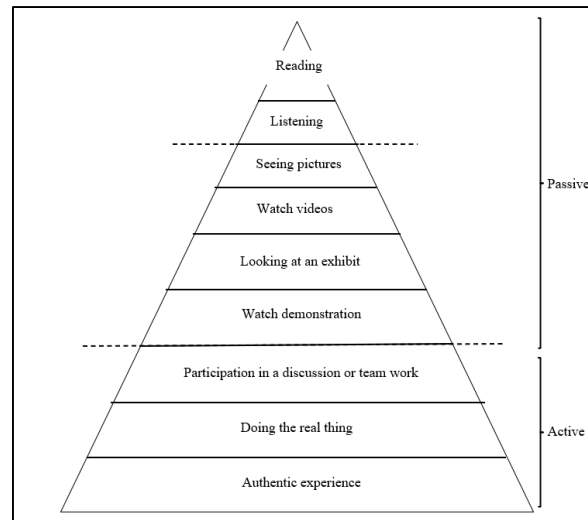 Reading
Listening
Seeing pictures
Watch videos
Looking at an exhibit
Watch demonstration
Participation in a discussion or team work
Doing the real thing
Authentic experience
Passive
Active